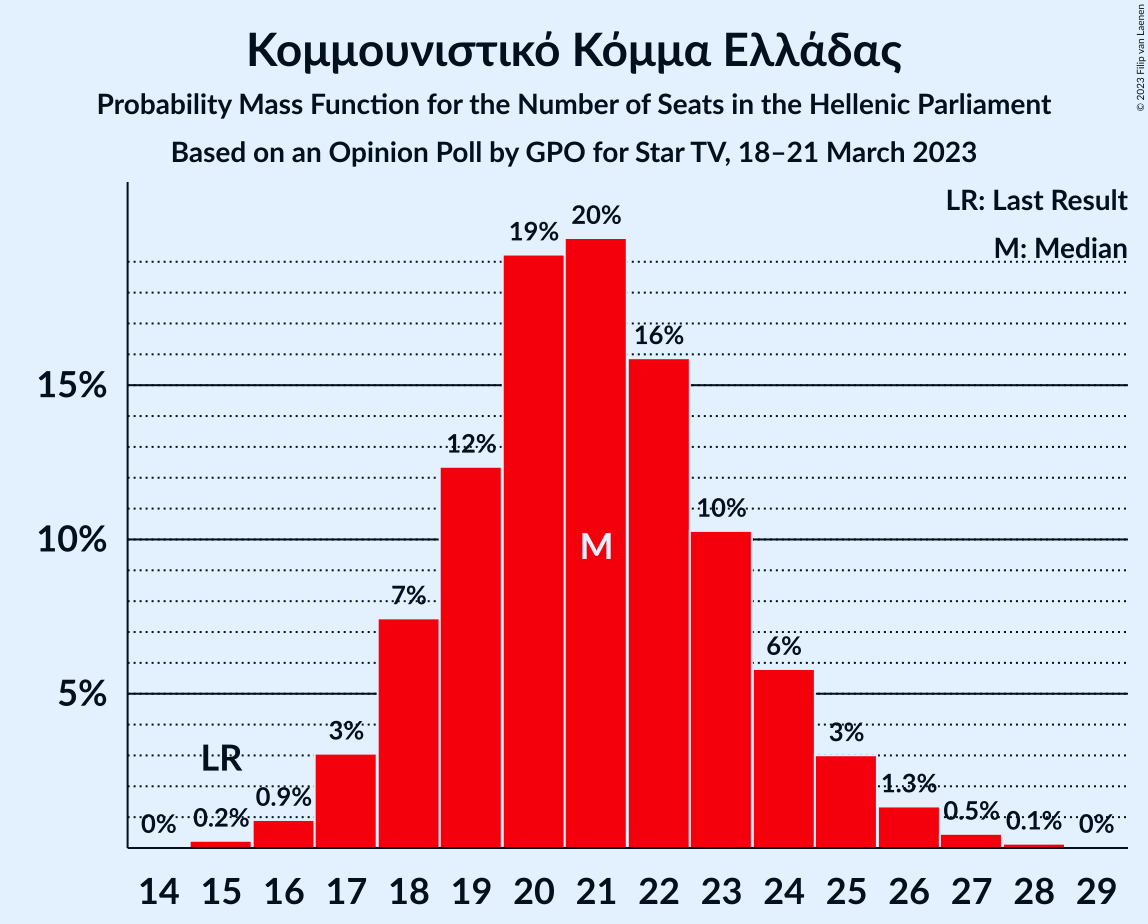 Κομμουνιστικό Κόμμα Ελλάδας
Probability Mass Function for the Number of Seats in the Hellenic Parliament
Based on an Opinion Poll by GPO for Star TV, 18–21 March 2023
© 2023 Filip van Laenen
LR: Last Result
M: Median
15%
10%
5%
0%
0.2%
0.9%
3%
7%
12%
19%
20%
16%
10%
6%
3%
1.3%
0.5%
0.1%
0%
LR
M
14 15 16 17 18 19 20 21 22 23 24 25 26 27 28 29